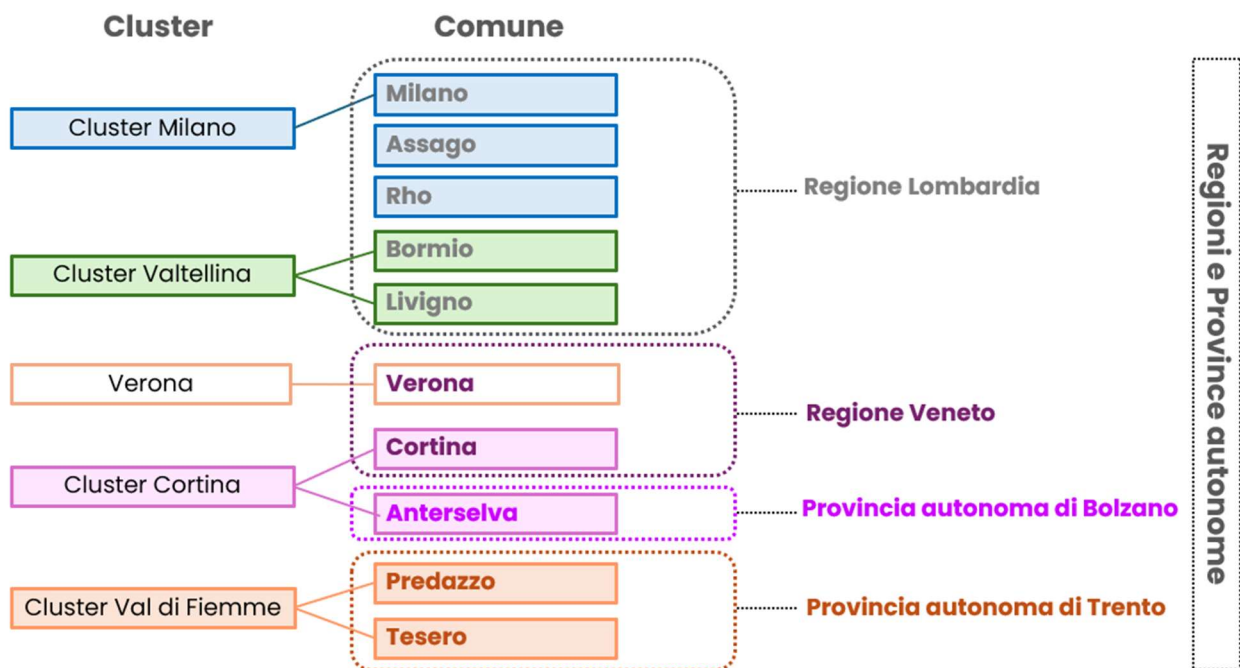 Cluster
Comune
Cluster Milano
Milano
Assago
Rho
Regione Lombardia
Cluster Valtellina
Bormio
Livigno
Verona
Verona
Regione Veneto
Cluster Cortina
Cortina
Anterselva
Provincia autonoma di Bolzano
Cluster Val di Fiemme
Predazzo
Tesero
Provincia autonoma di Trento
Regioni e Province autonome